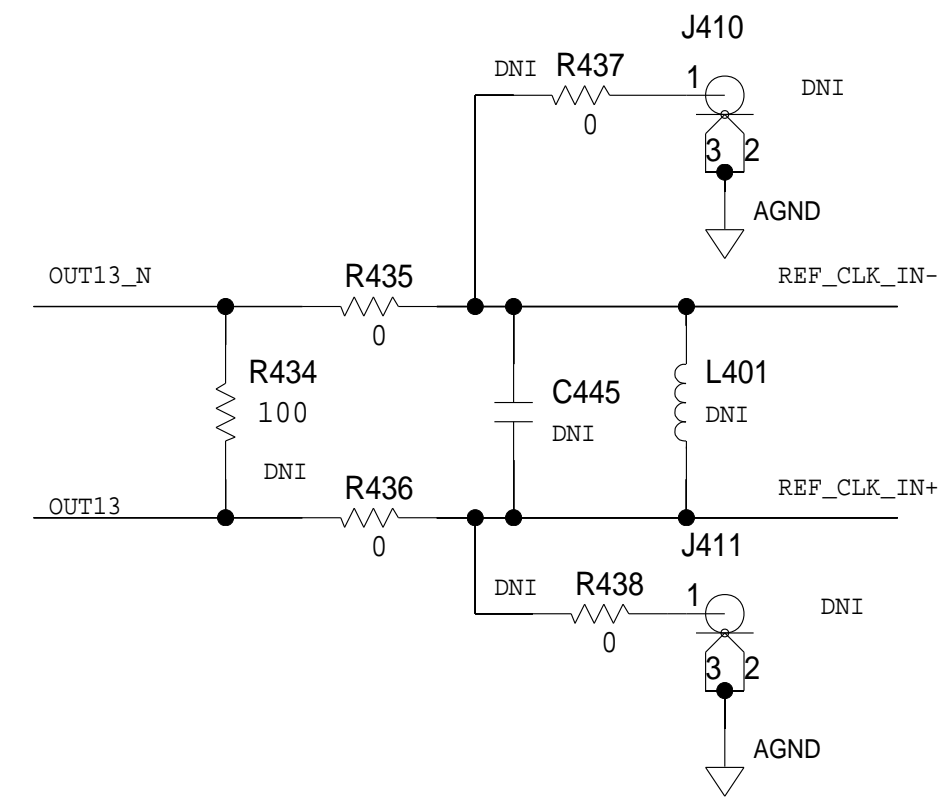 J410
DNI R437
1
DNI
0
3 2
AGND
OUT13_N
R435
REF_CLK_IN-
0
R434
100
L401
C445
DNI
DNI
DNI
R436
REF_CLK_IN+
OUT13
0
J411
DNI R438
1
DNI
0
3 2
AGND